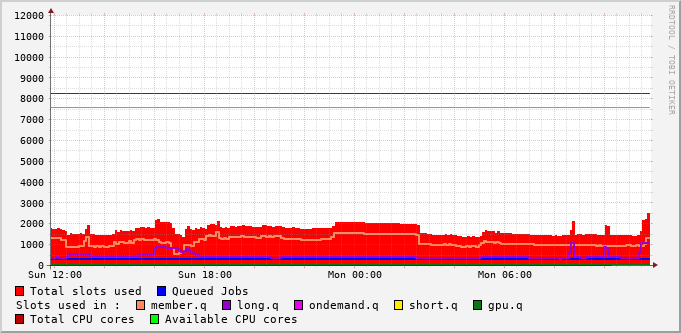 12000
11000
10000
9000
8000
7000
6000
5000
4000
3000
2000
1000
0
Sun 12:00 Sun 18:00 Mon 00:00 Mon 06:00
Total slots used Queued Jobs
Slots used in : member.q long.q ondemand.q short.q gpu.q
Total CPU cores Available CPU cores
RRDTOOL / TOBI OETIKER